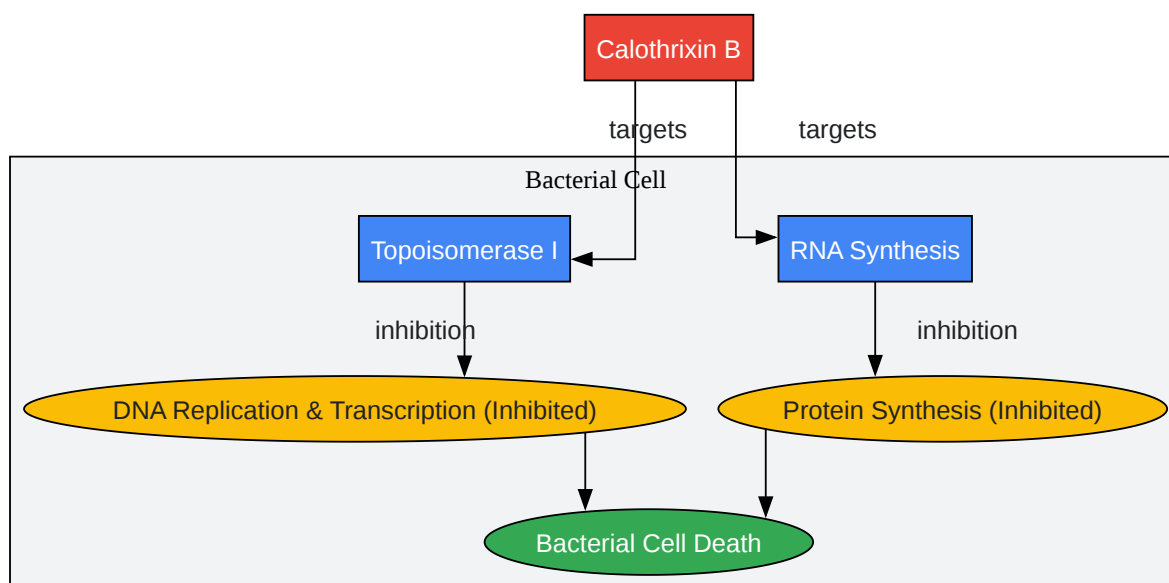 Calothrixin B
targets
targets
Bacterial Cell
Topoisomerase I
RNA Synthesis
inhibition
inhibition
DNA Replication & Transcription (Inhibited)
Protein Synthesis (Inhibited)
Bacterial Cell Death